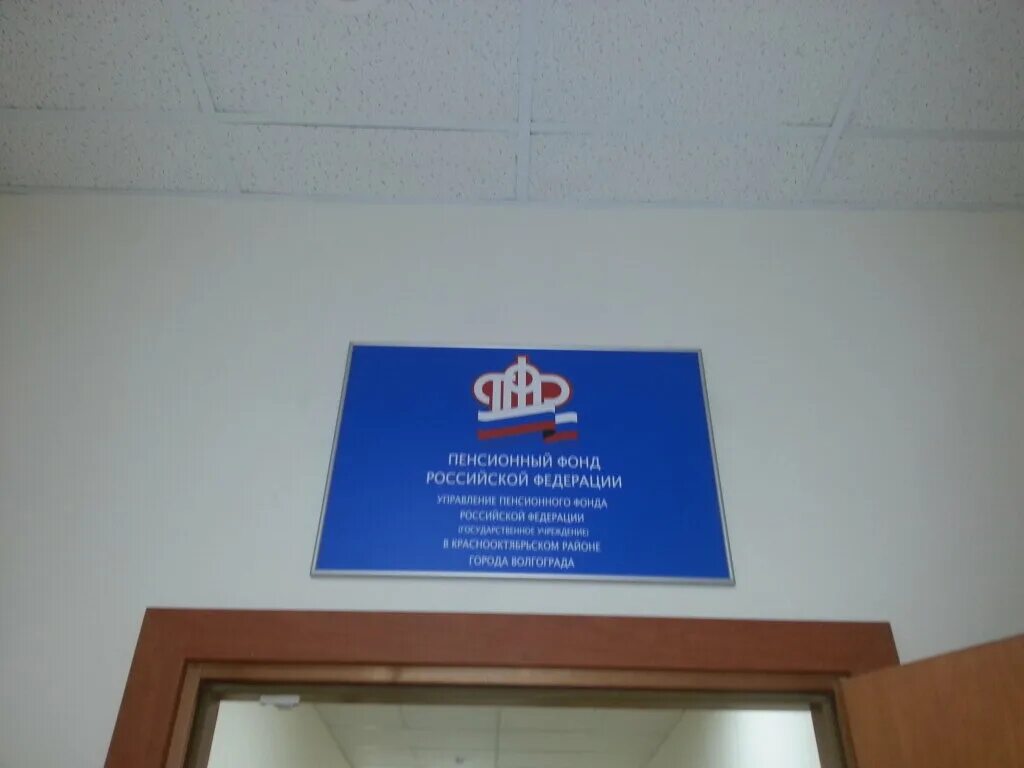 ПЕНСИОННЫЙ ФОНД
РОССИЙСКОЙ ФЕДЕРАЦИИ
УПРАВЛЕНИЕ ПЕНСИОННОГО ФОНДА
РОССИЙСКОЙ ФЕДЕРАЦИИ
(ГОСУДАРСТВЕННОЕ УЧРЕЖДЕНИЕ)
В КРАСНООКТЯБРЬСКОМ РАЙОНЕ
ГОРОДА ВОЛГОГРАДА